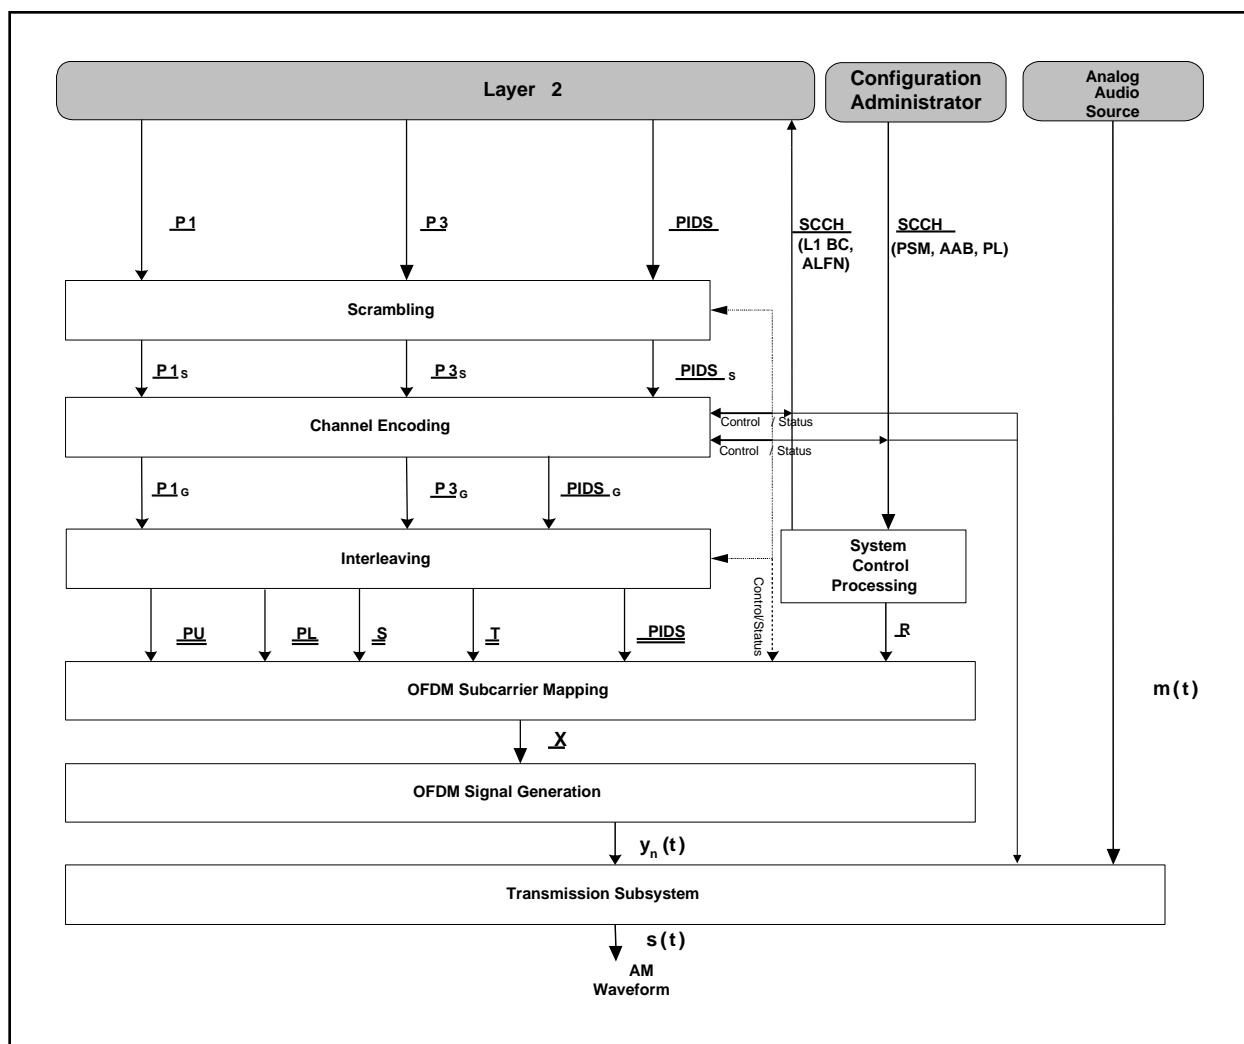 Layer 2
Configuration
Administrator
Analog
Audio
Source
P1
P3
PIDS
SCCH
(L1 BC,
ALFN)
SCCH
(PSM, AAB, PL)
Scrambling
P1S
P3S
PIDS S
Channel Encoding
Control / Status
Control / Status
P1G
P3G
PIDS G
Interleaving
System
Control
Processing
Control/Status
PU
PL
S
T
PIDS
R
OFDM Subcarrier Mapping
m(t)
X
OFDM Signal Generation
yn(t)
Transmission Subsystem
s(t)
AM
Waveform